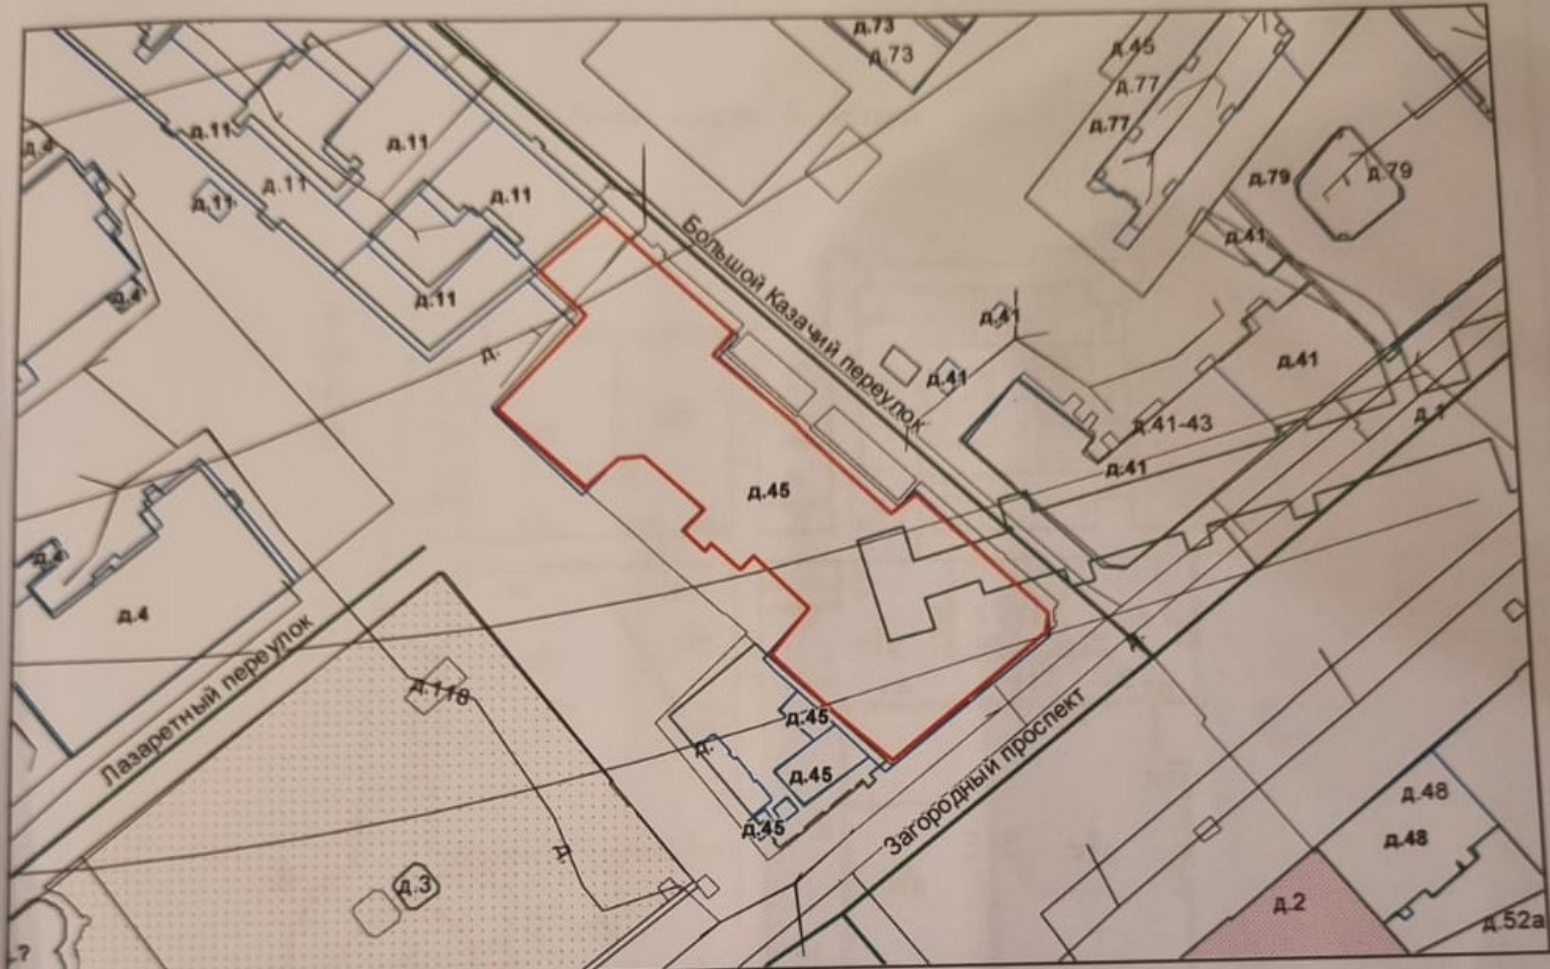 д.73
д.73
д.45
д.77
д.77
д.11
д.11
д.4
д.11
д.11
д.11
д.79
д.79
д.41
д.11
д.
Большой Казачий переулок
д.41
д.41
д.41
д.41-43
д.41
д.1
д.45
д.4
Лазаретный переулок
д.118
д.45
д.
д.45
д.45
Загородный проспект
д.48
д.48
д.
д.3
д.2
д.52а